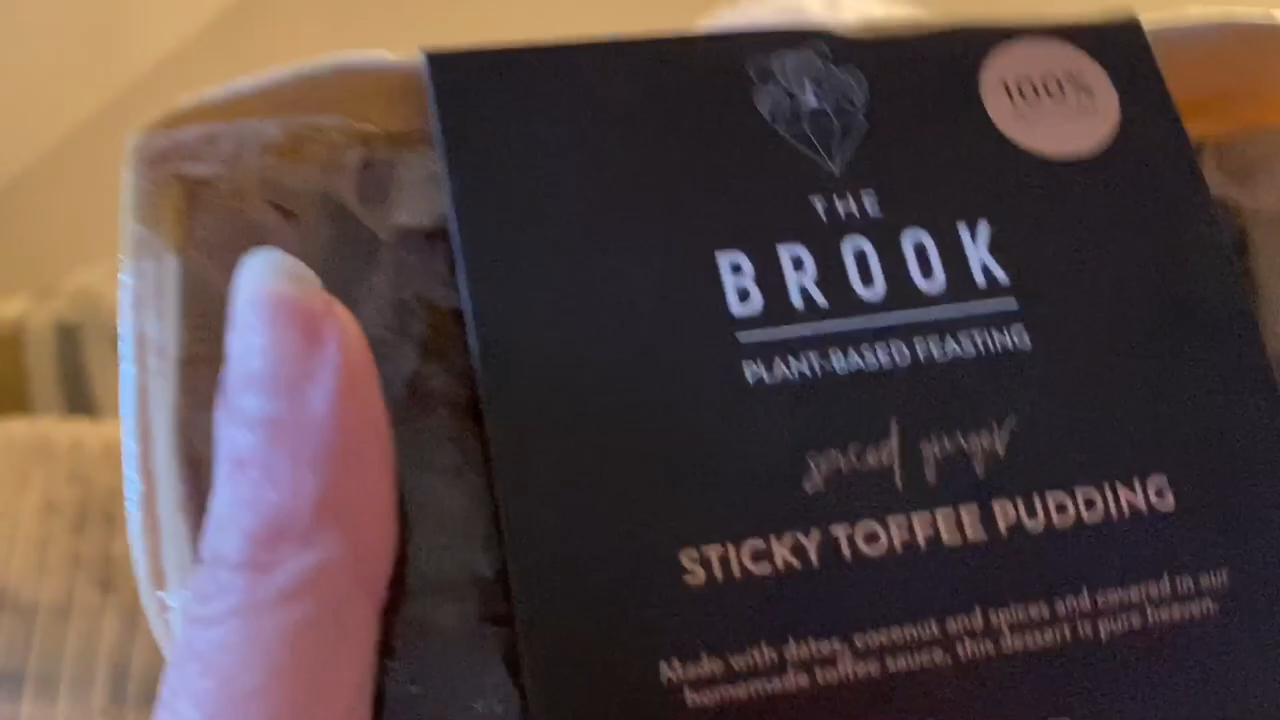 100%
THE
BROOK
PLANT-BASED FEASTING
spiced ginger
STICKY TOFFEE PUDDING
Made with dates, coconut and spices and covered in our
homemade toffee sauce, this dessert is pure heaven.